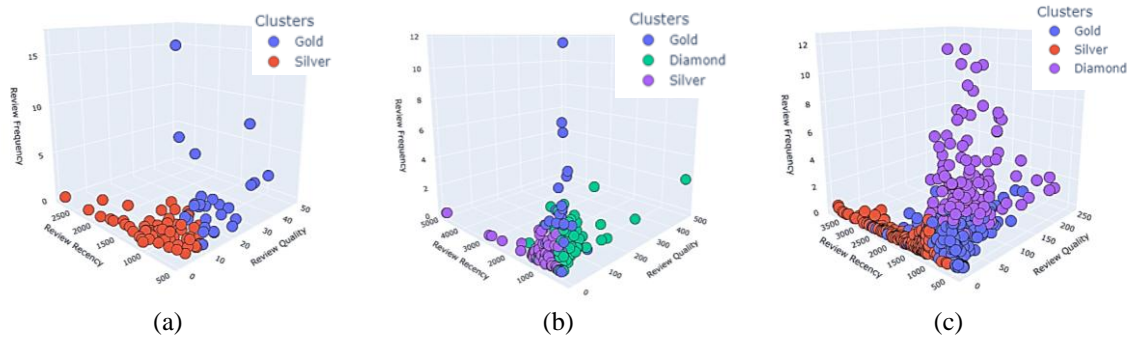 Clusters
Gold
Silver
15
10
5
0
Review Frequency
2500
2000
1500
1000
500
Review Recency
0
10
20
30
40
50
Review Quality
(a)
Clusters
Gold
Diamond
Silver
12
10
8
6
4
2
0
Review Frequency
5000
4000
3000
2000
1000
Review Recency
0
100
200
300
400
500
Review Quality
(b)
Clusters
Gold
Silver
Diamond
12
10
8
6
4
2
0
Review Frequency
3500
3000
2500
2000
1500
1000
500
Review Recency
0
50
100
150
200
250
Review Quality
(c)